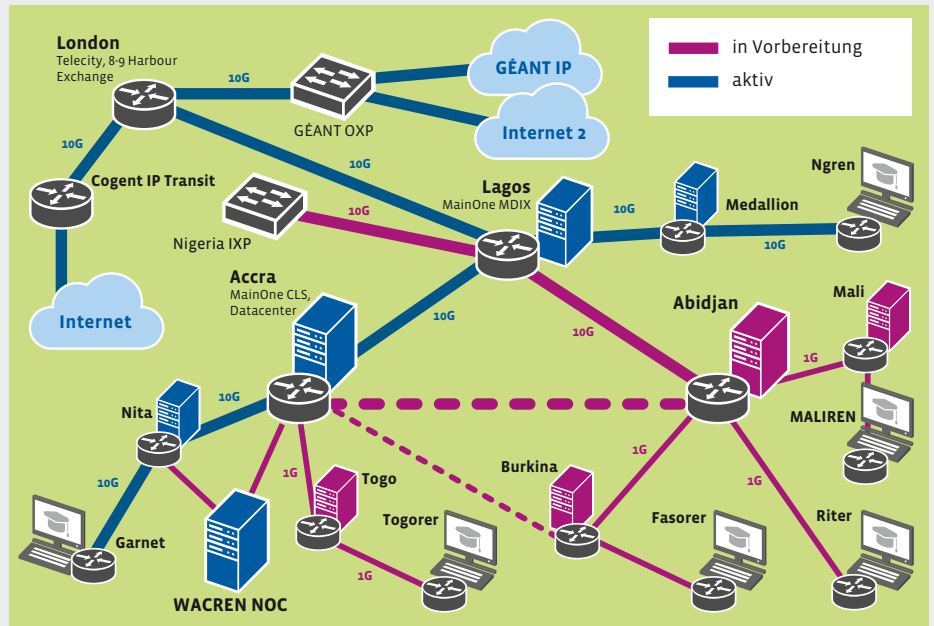 London
Telecity, 8-9 Harbour
Exchange
10G
GÉANT OXP
GÉANT IP
Internet 2
in Vorbereitung
aktiv
10G
Cogent IP Transit
10G
Nigeria IXP
10G
Lagos
MainOne MDIX
10G
Medallion
10G
Ngren
Internet
Accra
MainOne CLS,
Datacenter
10G
10G
Abidjan
Mali
1G
MALIREN
Nita
10G
10G
Garnet
WACREN NOC
1G
Togo
Togorer
1G
Burkina
1G
Fasorer
1G
Riter